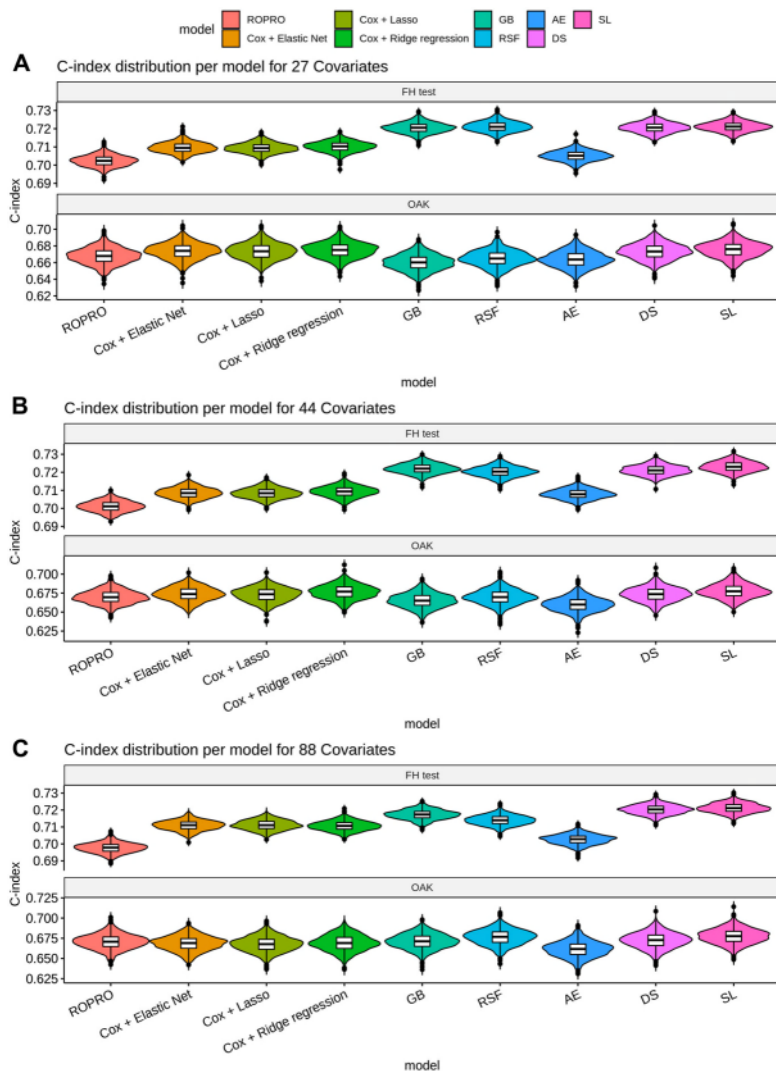 model
ROPRO
Cox + Lasso
GB
AE
SL
Cox + Elastic Net
Cox + Ridge regression
RSF
DS
A
C-index distribution per model for 27 Covariates
FH test
0.73
0.72
0.71
0.70
0.69
C-index
OAK
0.70
0.68
0.66
0.64
0.62
ROPRO
Cox + Elastic Net
Cox + Lasso
Cox + Ridge regression
GB
RSF
AE
DS
SL
model
B
C-index distribution per model for 44 Covariates
FH test
0.73
0.72
0.71
0.70
0.69
C-index
OAK
0.700
0.675
0.650
0.625
ROPRO
Cox + Elastic Net
Cox + Lasso
Cox + Ridge regression
GB
RSF
AE
DS
SL
model
C
C-index distribution per model for 88 Covariates
FH test
0.73
0.72
0.71
0.70
0.69
C-index
OAK
0.725
0.700
0.675
0.650
0.625
ROPRO
Cox + Elastic Net
Cox + Lasso
Cox + Ridge regression
GB
RSF
AE
DS
SL
model